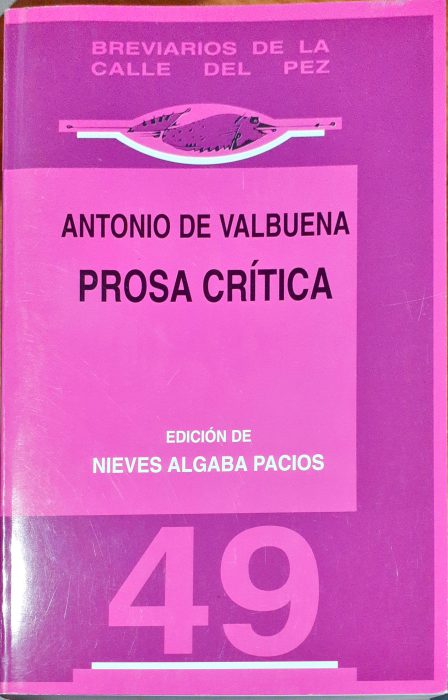 BREVIARIOS DE LA
CALLE DEL PEZ
ANTONIO DE VALBUENA
PROSA CRÍTICA
EDICIÓN DE
NIEVES ALGABA PACIOS
49